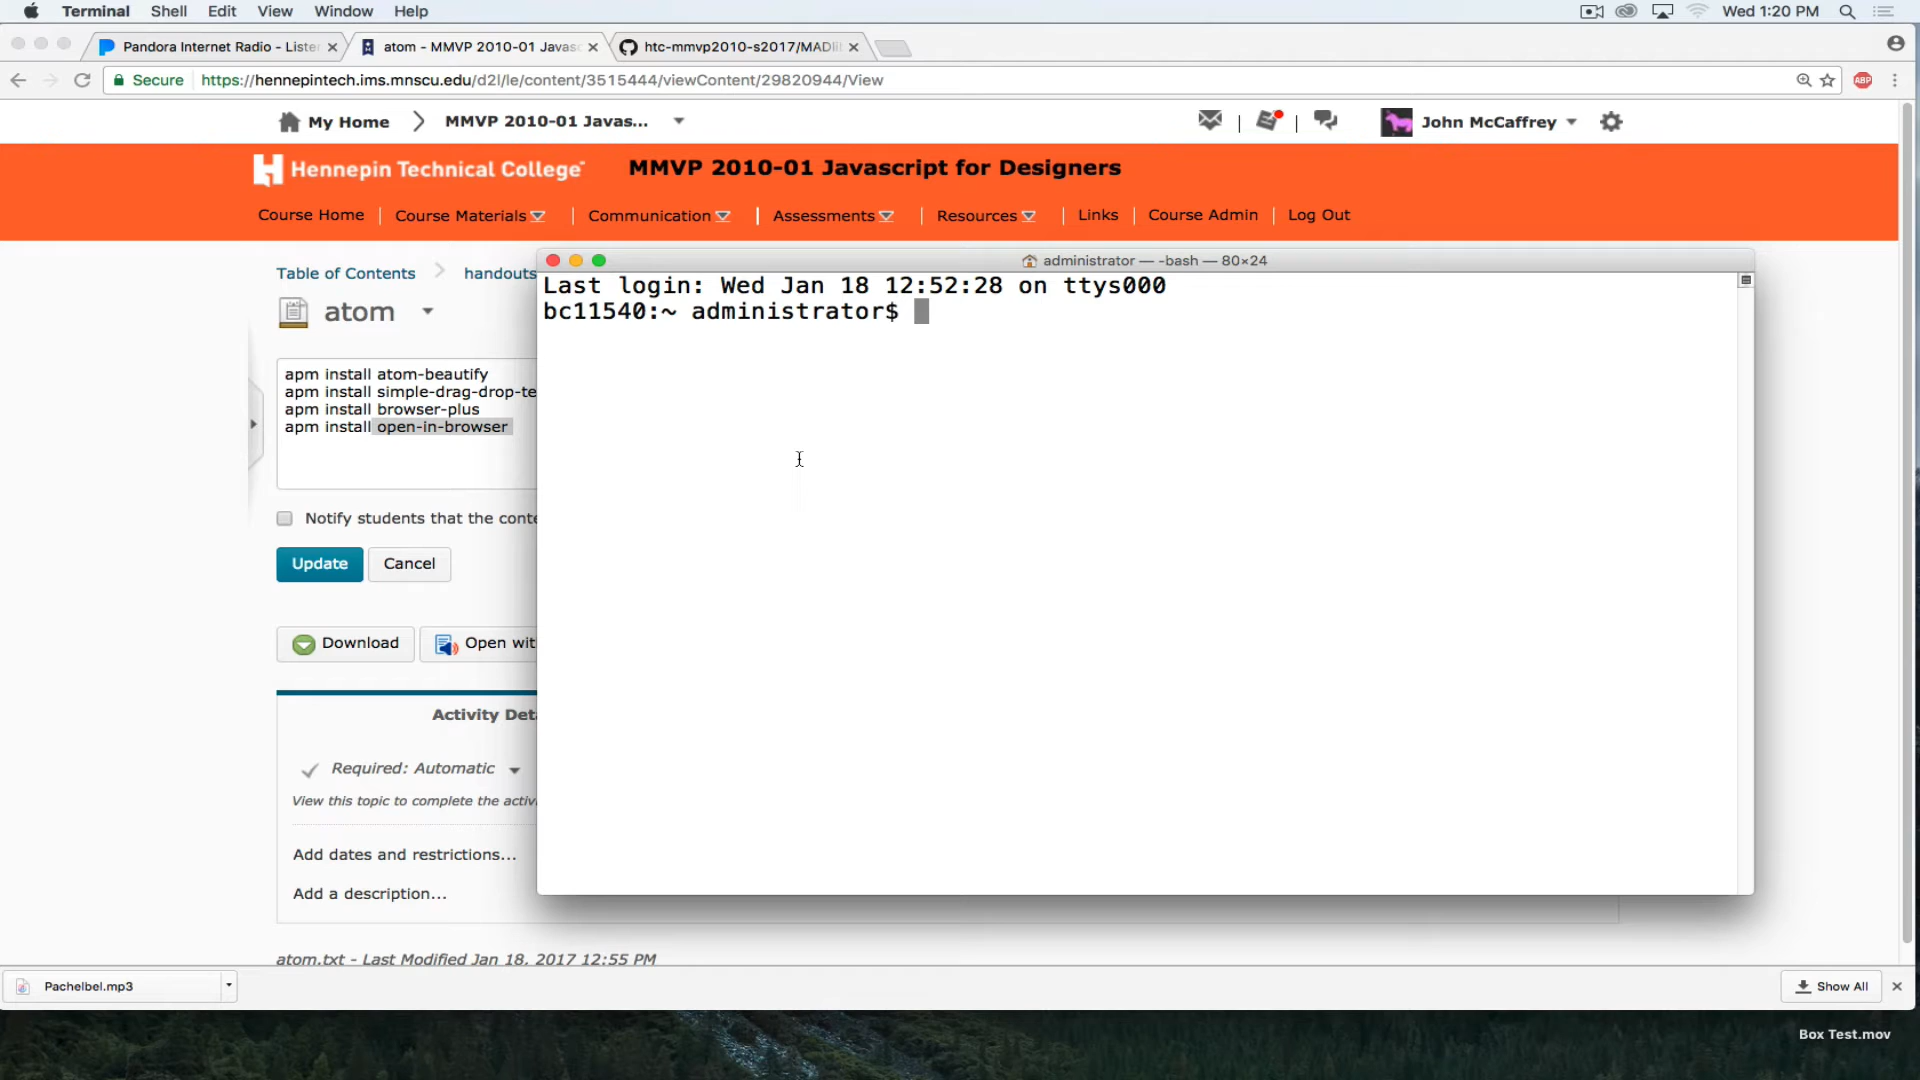 Terminal Shell Edit View Window Help Wed 1:20 PM
Pandora Internet Radio - Liste atom - MMVP 2010-01 Javasc htc-mmvp2010-s2017/MADli
Secure https://hennepintech.ims.mnscu.edu/d2l/le/content/3515444/viewContent/29820944/View ABP
My Home MMVP 2010-01 Javas... John McCaffrey
Hennepin Technical College MMVP 2010-01 Javascript for Designers
Course Home Course Materials Communication Assessments Resources Links Course Admin Log Out
Table of Contents handouts
administrator — -bash — 80×24
Last login: Wed Jan 18 12:52:28 on ttys000
bc11540:~ administrator$
atom
apm install atom-beautify
apm install simple-drag-drop-te
apm install browser-plus
apm install open-in-browser
Notify students that the conte
Update Cancel
Download Open wit
Activity Deta
Required: Automatic
View this topic to complete the activi
Add dates and restrictions...
Add a description...
atom.txt - Last Modified Jan 18, 2017 12:55 PM
Pachelbel.mp3 Show All
Box Test.mov